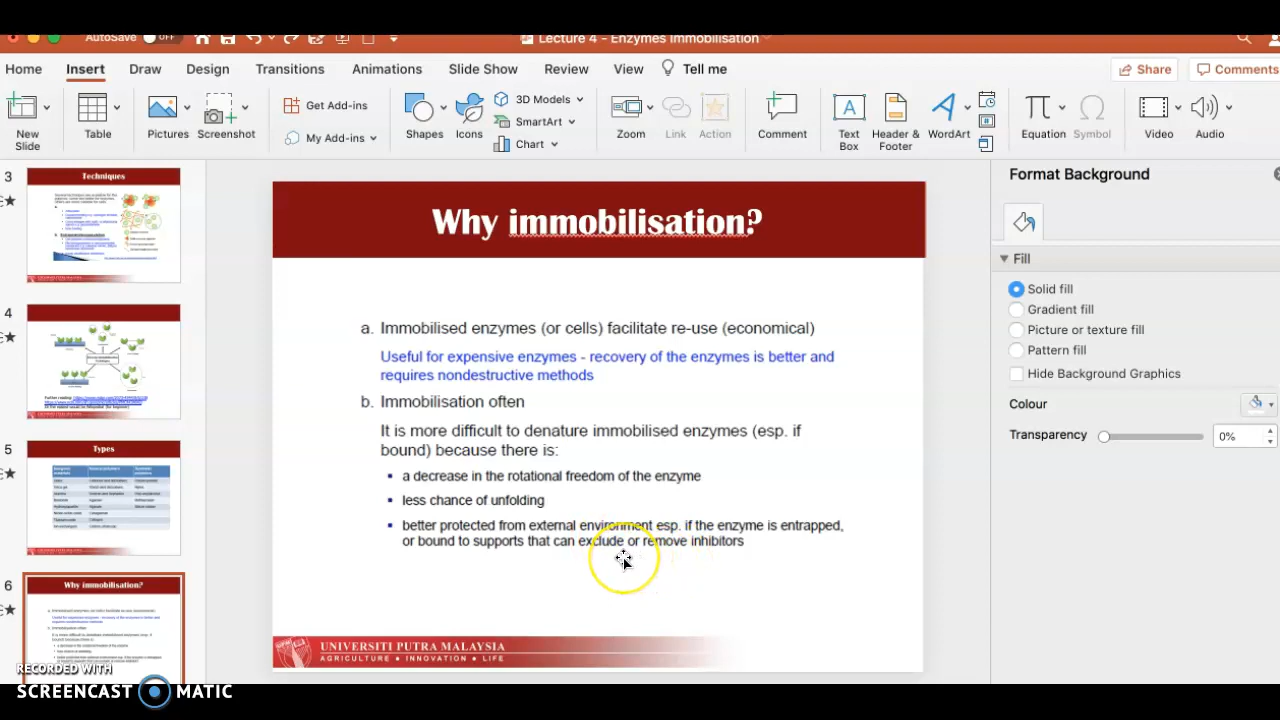 AutoSave OFF
Lecture 4 - Enzymes Immobilisation
Home Insert Draw Design Transitions Animations Slide Show Review View Tell me Share Comments
New Slide
Table
Pictures
Screenshot
Get Add-ins
My Add-ins
Shapes
Icons
3D Models
SmartArt
Chart
Zoom
Link
Action
Comment
Text Box
Header & Footer
WordArt
Equation
Symbol
Video
Audio
3
Techniques
4
Further reading:
5
Types
6
Why immobilisation?
Why immobilisation?
a. Immobilised enzymes (or cells) facilitate re-use (economical)
Useful for expensive enzymes - recovery of the enzymes is better and
requires nondestructive methods
b. Immobilisation often
It is more difficult to denature immobilised enzymes (esp. if
bound) because there is:
• a decrease in the rotational freedom of the enzyme
• less chance of unfolding
• better protected from external environment esp. if the enzyme is entrapped,
or bound to supports that can exclude or remove inhibitors
UNIVERSITI PUTRA MALAYSIA
AGRICULTURE • INNOVATION • LIFE
Format Background
Fill
Solid fill
Gradient fill
Picture or texture fill
Pattern fill
Hide Background Graphics
Colour
Transparency 0%
RECORDED WITH
SCREENCAST MATIC